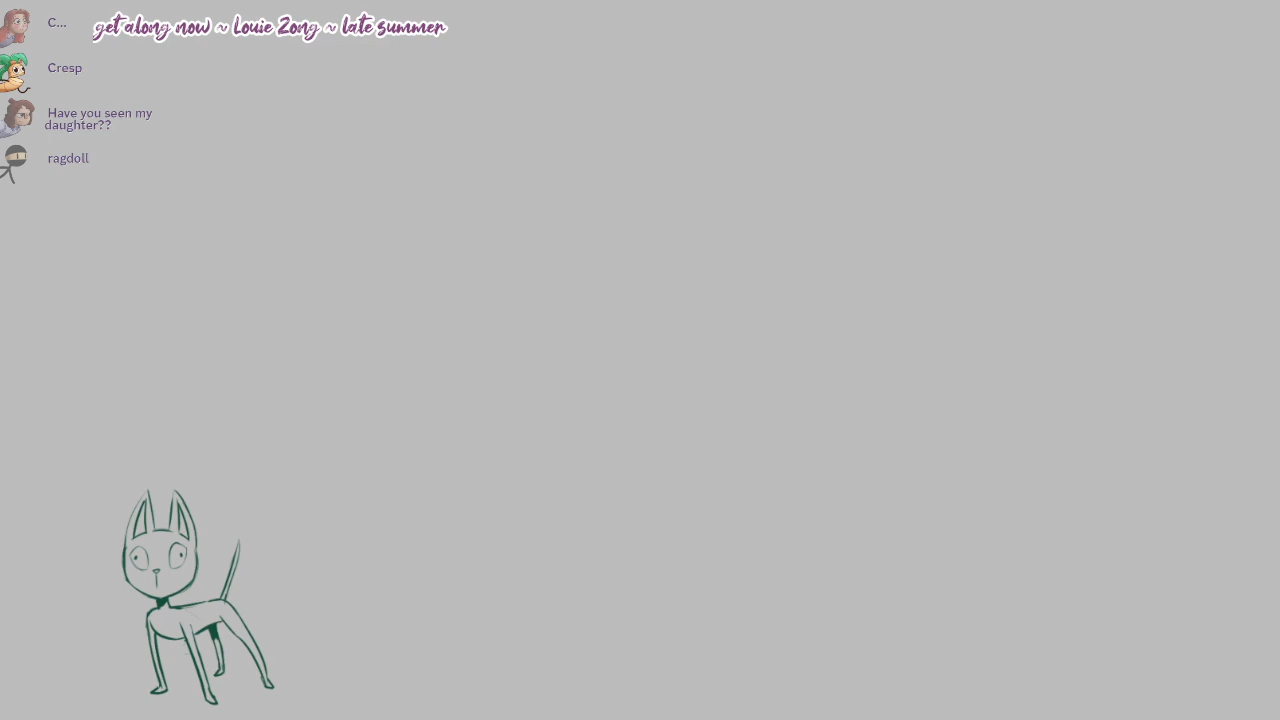 C...
get along now ~ Louie Zong ~ late summer
Cresp
Have you seen my
daughter??
ragdoll